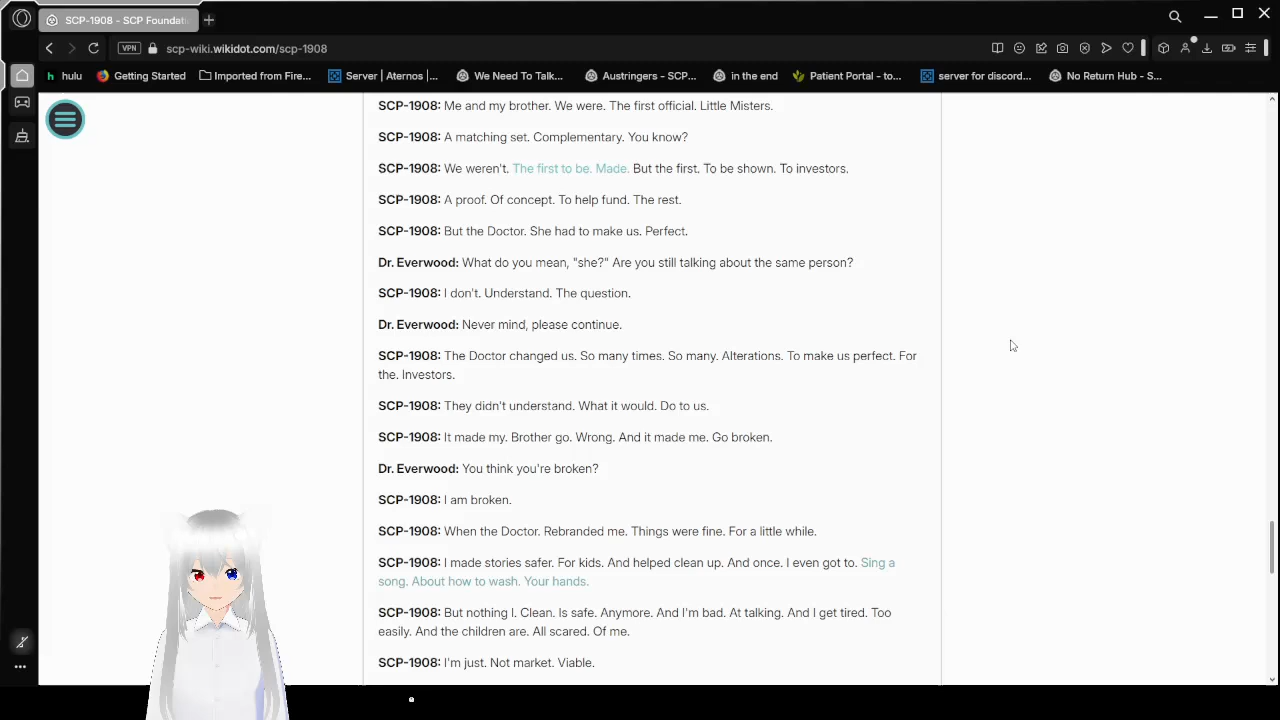 SCP-1908 - SCP Foundati
VPN
scp-wiki.wikidot.com/scp-1908
h hulu
Getting Started
Imported from Fire...
Server | Aternos |...
We Need To Talk...
Austringers - SCP...
in the end
Patient Portal - to...
server for discord...
No Return Hub - S...
SCP-1908: Me and my brother. We were. The first official. Little Misters.
SCP-1908: A matching set. Complementary. You know?
SCP-1908: We weren't. The first to be. Made. But the first. To be shown. To investors.
SCP-1908: A proof. Of concept. To help fund. The rest.
SCP-1908: But the Doctor. She had to make us. Perfect.
Dr. Everwood: What do you mean, "she?" Are you still talking about the same person?
SCP-1908: I don't. Understand. The question.
Dr. Everwood: Never mind, please continue.
SCP-1908: The Doctor changed us. So many times. So many. Alterations. To make us perfect. For
the. Investors.
SCP-1908: They didn't understand. What it would. Do to us.
SCP-1908: It made my. Brother go. Wrong. And it made me. Go broken.
Dr. Everwood: You think you're broken?
SCP-1908: I am broken.
SCP-1908: When the Doctor. Rebranded me. Things were fine. For a little while.
SCP-1908: I made stories safer. For kids. And helped clean up. And once. I even got to. Sing a
song. About how to wash. Your hands.
SCP-1908: But nothing I. Clean. Is safe. Anymore. And I'm bad. At talking. And I get tired. Too
easily. And the children are. All scared. Of me.
SCP-1908: I'm just. Not market. Viable.